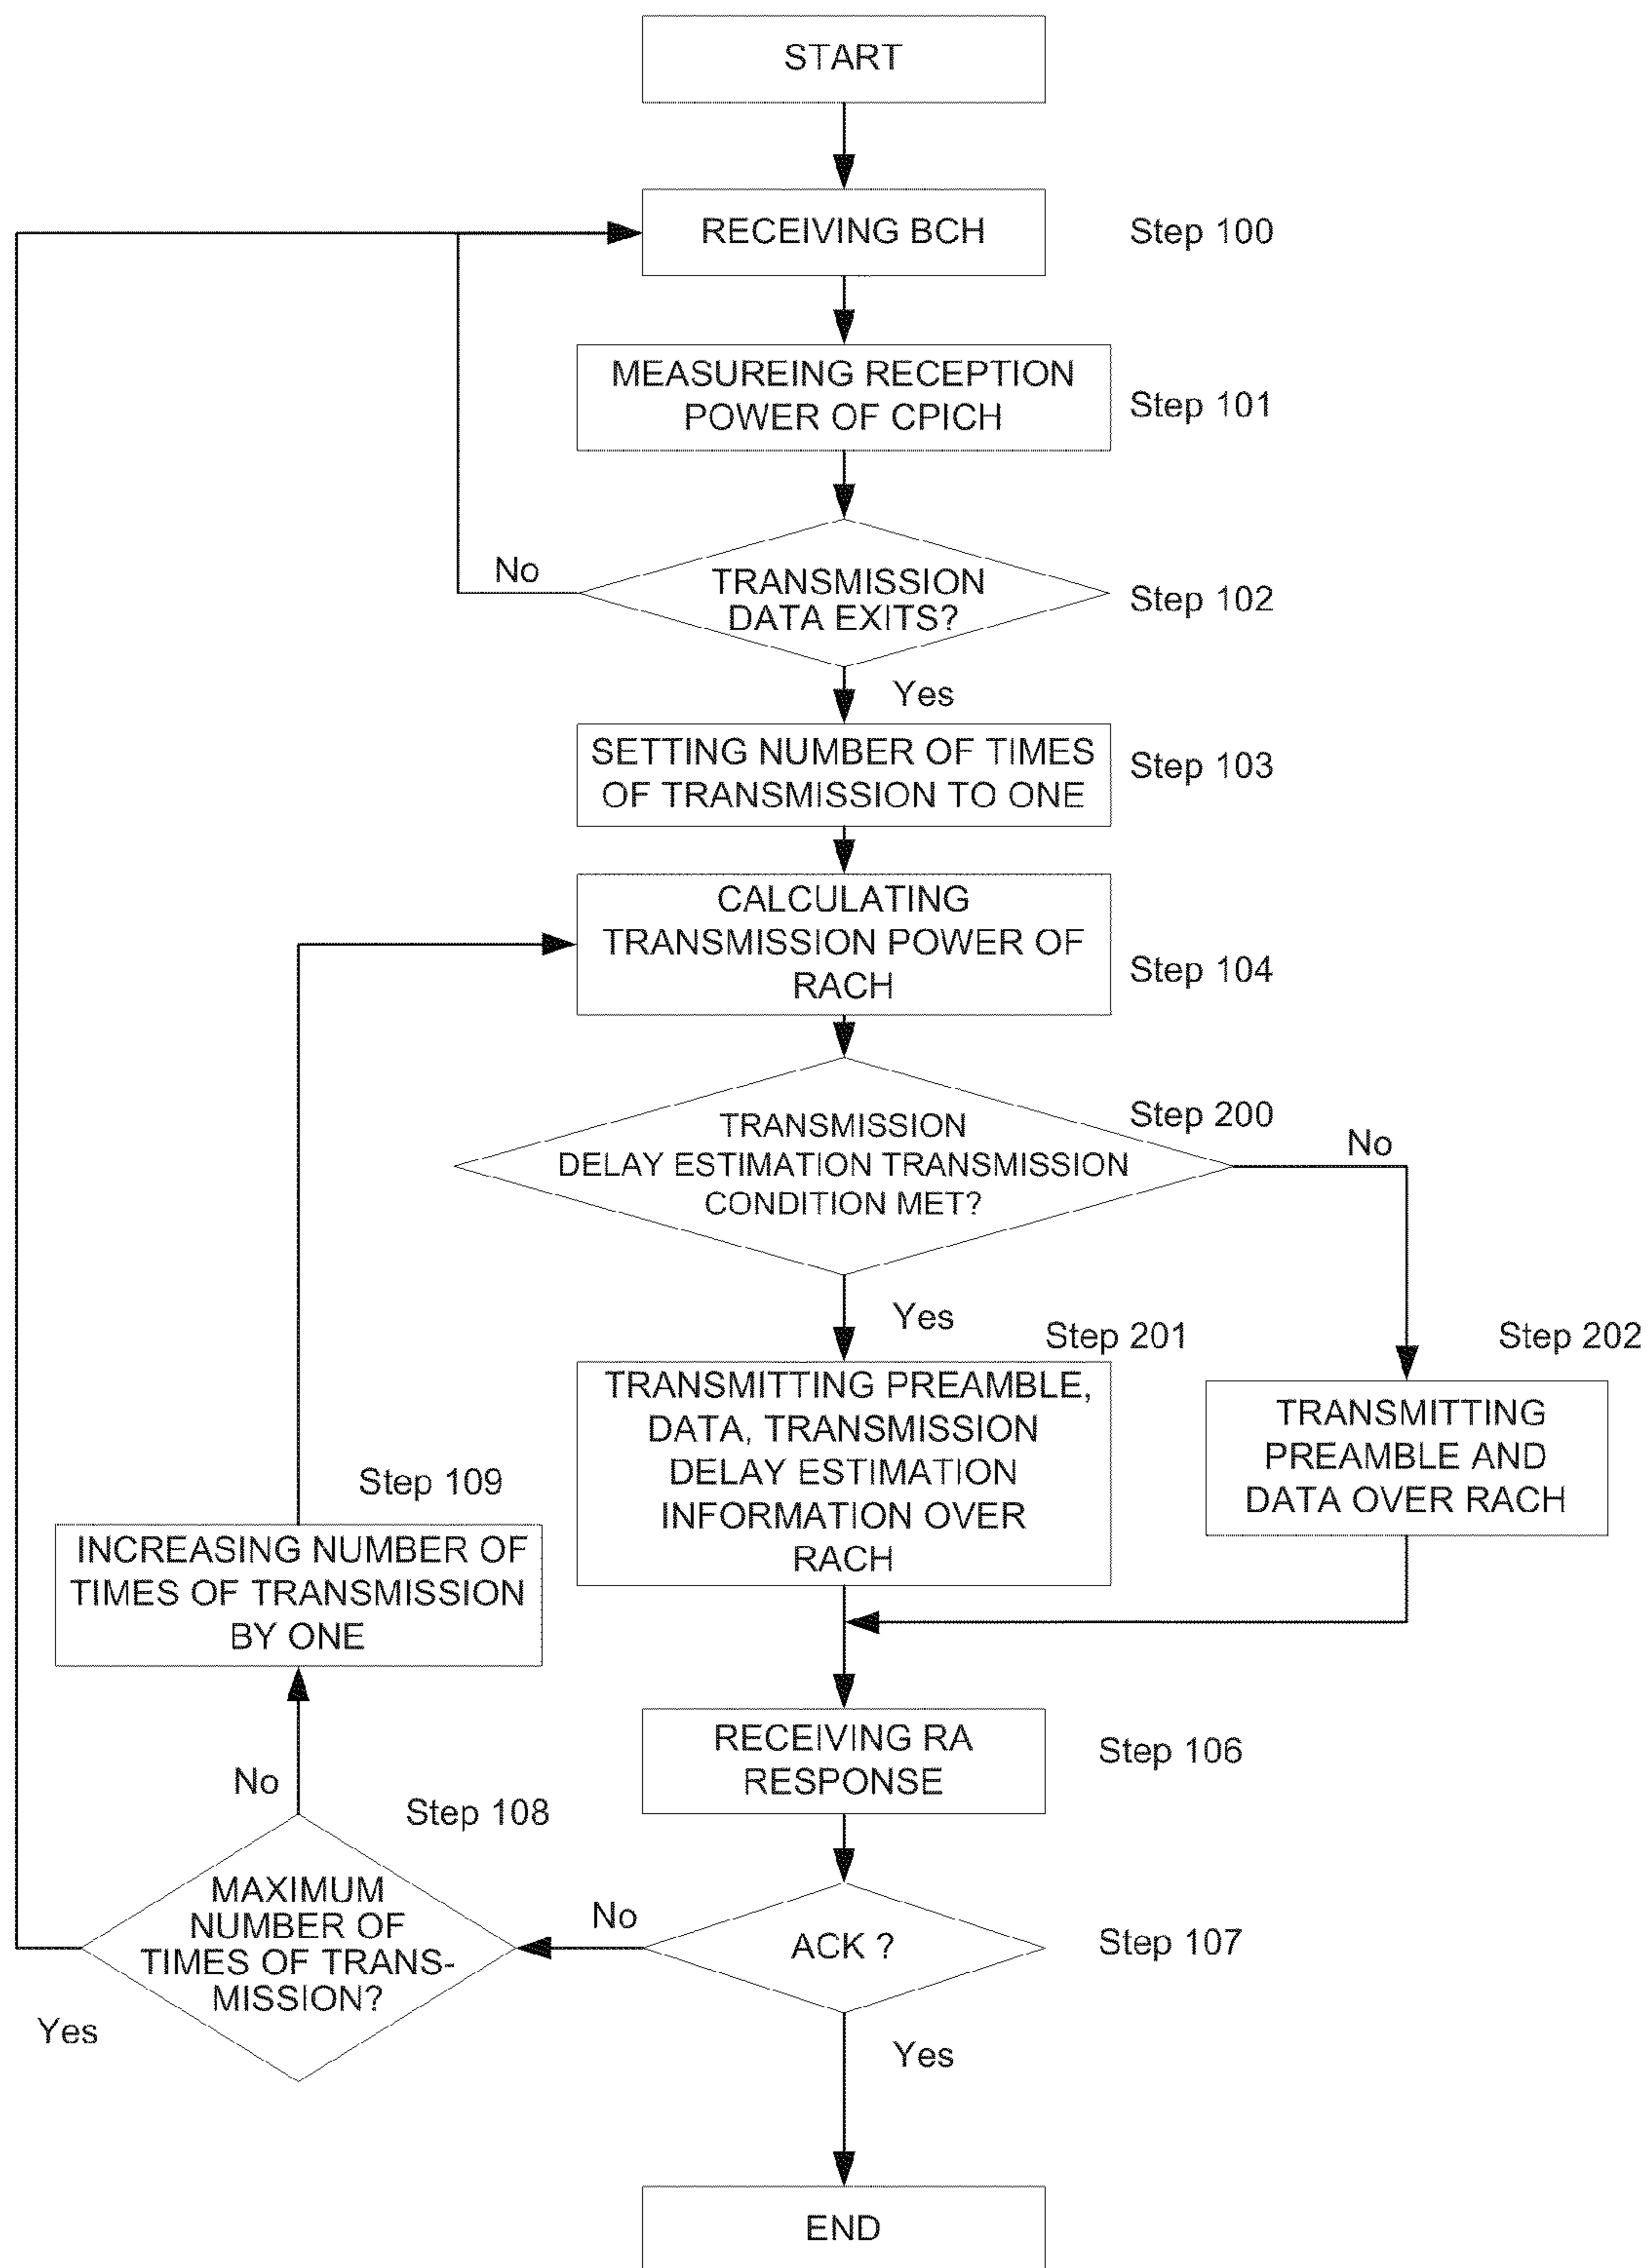 START
RECEIVING BCH
Step 100
MEASUREING RECEPTION
POWER OF CPICH
Step 101
No
TRANSMISSION
DATA EXITS?
Step 102
Yes
SETTING NUMBER OF TIMES
OF TRANSMISSION TO ONE
Step 103
CALCULATING
TRANSMISSION POWER OF
RACH
Step 104
TRANSMISSION
DELAY ESTIMATION TRANSMISSION
CONDITION MET?
Step 200
No
Yes
Step 201
TRANSMITTING PREAMBLE,
DATA, TRANSMISSION
DELAY ESTIMATION
INFORMATION OVER
RACH
Step 202
TRANSMITTING
PREAMBLE AND
DATA OVER RACH
Step 109
INCREASING NUMBER OF
TIMES OF TRANSMISSION
BY ONE
RECEIVING RA
RESPONSE
Step 106
No
Step 108
MAXIMUM
NUMBER OF
TIMES OF TRANS-
MISSION?
No
ACK ?
Step 107
Yes
Yes
END